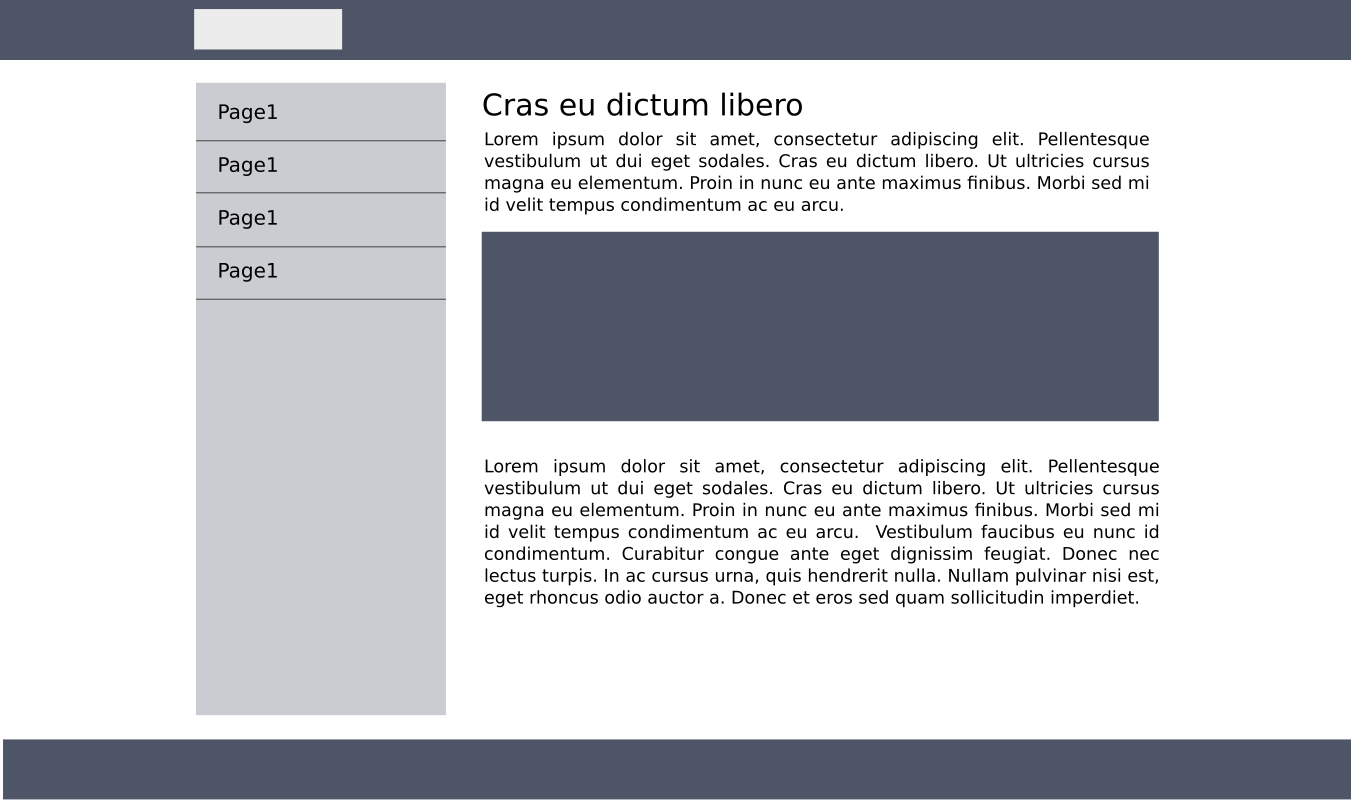 Page1
Page1
Page1
Page1
Cras eu dictum libero
Lorem ipsum dolor sit amet, consectetur adipiscing elit. Pellentesque
vestibulum ut dui eget sodales. Cras eu dictum libero. Ut ultricies cursus
magna eu elementum. Proin in nunc eu ante maximus finibus. Morbi sed mi
id velit tempus condimentum ac eu arcu.
Lorem ipsum dolor sit amet, consectetur adipiscing elit. Pellentesque
vestibulum ut dui eget sodales. Cras eu dictum libero. Ut ultricies cursus
magna eu elementum. Proin in nunc eu ante maximus finibus. Morbi sed mi
id velit tempus condimentum ac eu arcu.  Vestibulum faucibus eu nunc id
condimentum. Curabitur congue ante eget dignissim feugiat. Donec nec
lectus turpis. In ac cursus urna, quis hendrerit nulla. Nullam pulvinar nisi est,
eget rhoncus odio auctor a. Donec et eros sed quam sollicitudin imperdiet.